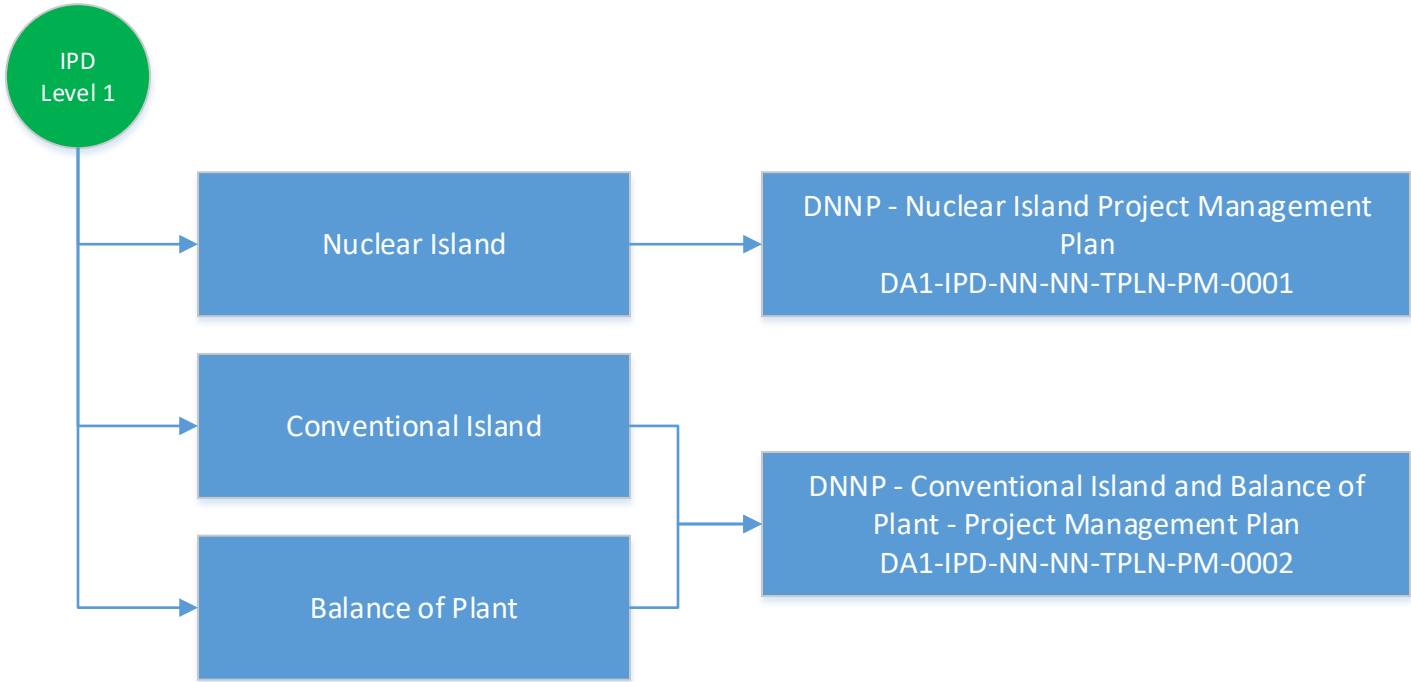 IPD
Level 1
Nuclear Island
DNNP - Nuclear Island Project Management
Plan
DA1-IPD-NN-NN-TPLN-PM-0001
Conventional Island
DNNP - Conventional Island and Balance of
Plant - Project Management Plan
DA1-IPD-NN-NN-TPLN-PM-0002
Balance of Plant